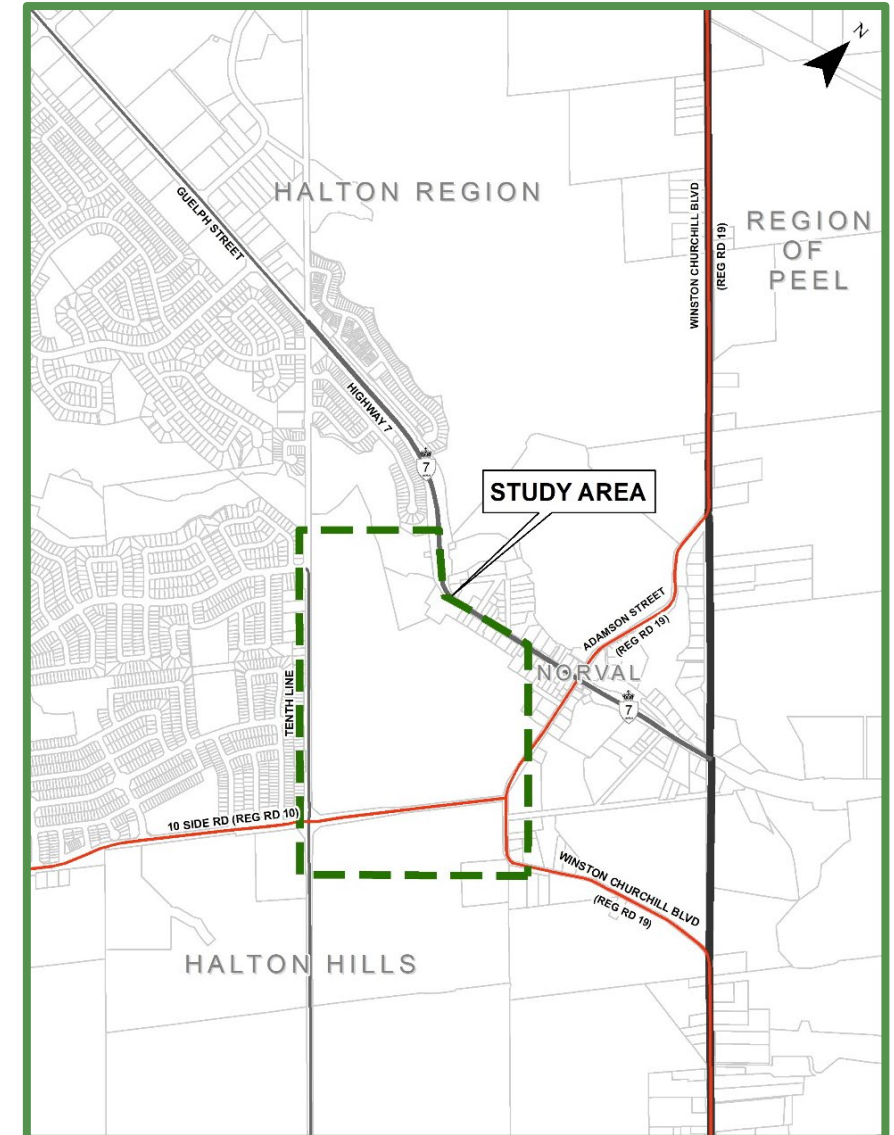 N
HALTON REGION
GUELPH STREET
WINSTON CHURCHILL BLVD
(REG RD 19)
REGION
OF
PEEL
HIGHWAY 7
7
STUDY AREA
ADAMSON STREET
(REG RD 19)
NORVAL
7
TENTH LINE
10 SIDE RD (REG RD 10)
WINSTON CHURCHILL BLVD
(REG RD 19)
HALTON HILLS